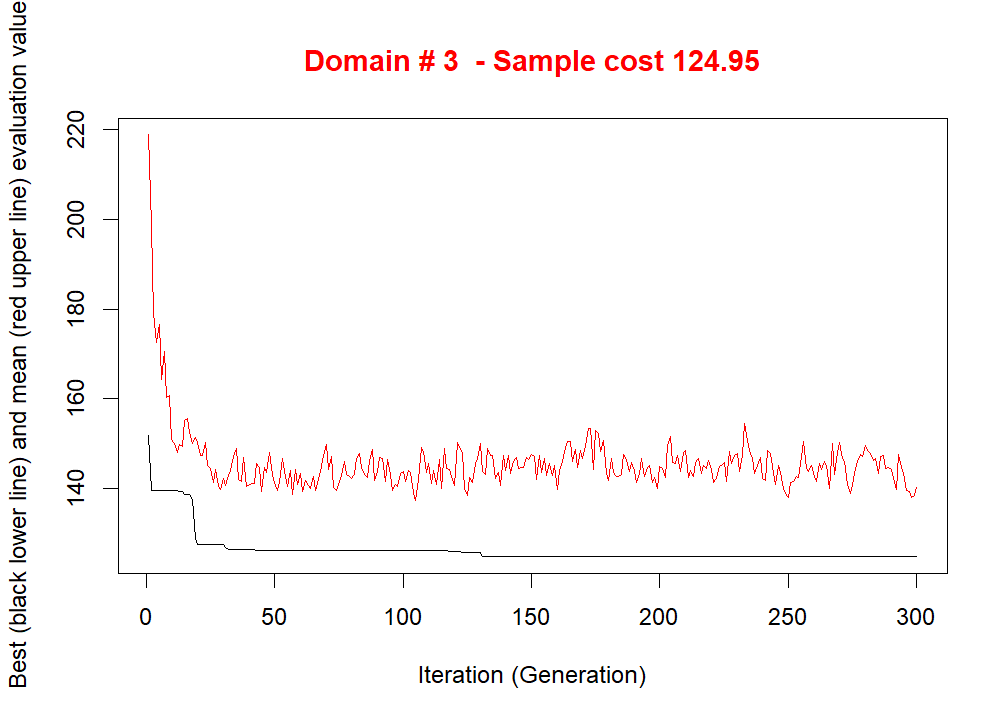 Domain # 3  - Sample cost 124.95
Best (black lower line) and mean (red upper line) evaluation value
220
200
180
160
140
0 50 100 150 200 250 300
Iteration (Generation)